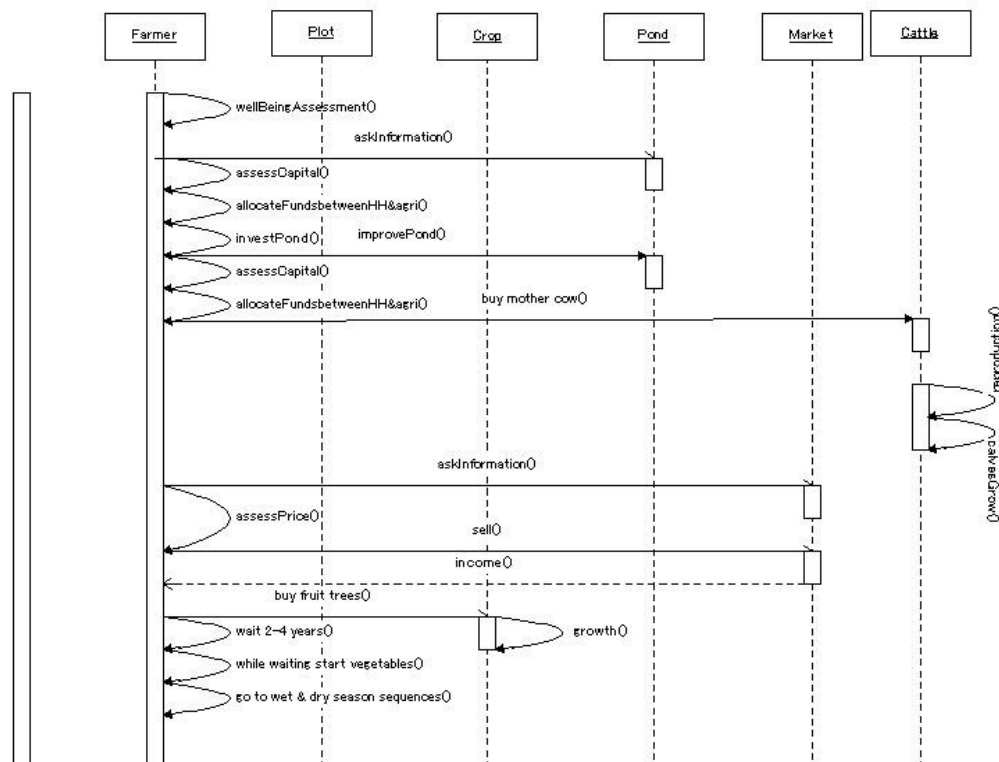 Farmer
Plot
Crop
Pond
Market
Cattle
wellBeingAssessment()
askInformation()
assessCapital()
allocateFundsbetweenHH&agri()
investPond()
improvePond()
assessCapital()
buy mother cow()
allocateFundsbetweenHH&agri()
reproduction()
calvesGrow()
askInformation()
assessPrice()
sell()
income()
buy fruit trees()
wait 2-4 years()
growth()
while waiting start vegetables()
go to wet & dry season sequences()